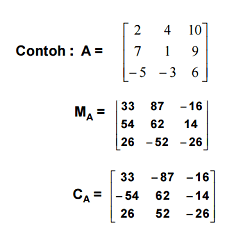 2 4 10
Contoh : A = 7 1 9
-5 -3 6
33 87 -16
M_A = 54 62 14
26 -52 -26
33 -87 -16
C_A = -54 62 -14
26 52 -26